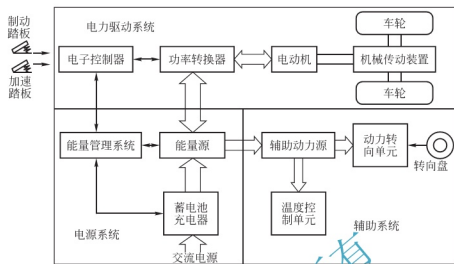 制动
踏板
加速
踏板
电力驱动系统
车轮
电子控制器
功率转换器
电动机
机械传动装置
车轮
能量管理系统
能量源
辅助动力源
动力转
向单元
转向盘
蓄电池
充电器
温度控
制单元
电源系统
交流电源
辅助系统